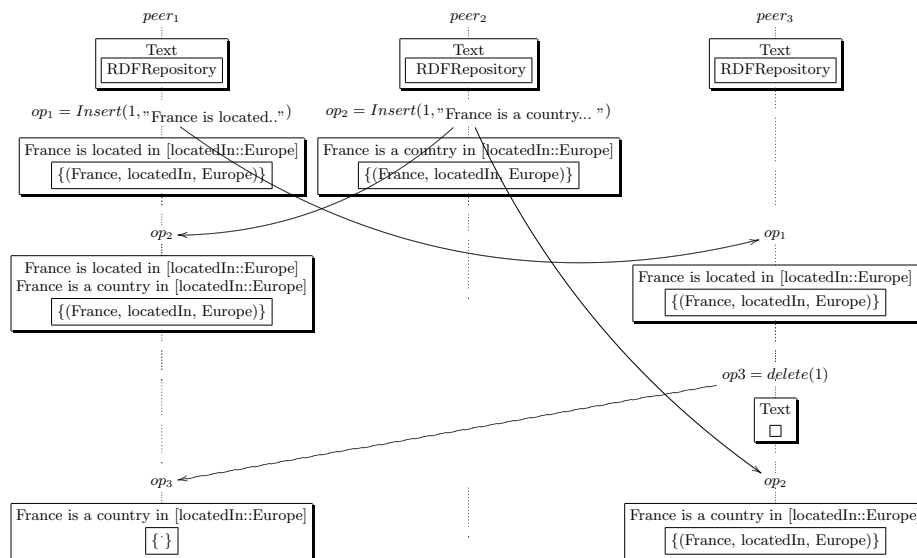 peer₁ peer₂ peer₃
Text Text Text
RDFRepository RDFRepository RDFRepository
op₁ = Insert(1,"France is located..") op₂ = Insert(1,"France is a country... ")
France is located in [locatedIn::Europe] France is a country in [locatedIn::Europe]
{(France, locatedIn, Europe)} {(France, locatedIn, Europe)}
op₂ op₁
France is located in [locatedIn::Europe]
France is a country in [locatedIn::Europe]
{(France, locatedIn, Europe)}
France is located in [locatedIn::Europe]
{(France, locatedIn, Europe)}
op3 = delete(1)
Text
op₃ op₂
France is a country in [locatedIn::Europe] France is a country in [locatedIn::Europe]
{·} {(France, locatedIn, Europe)}